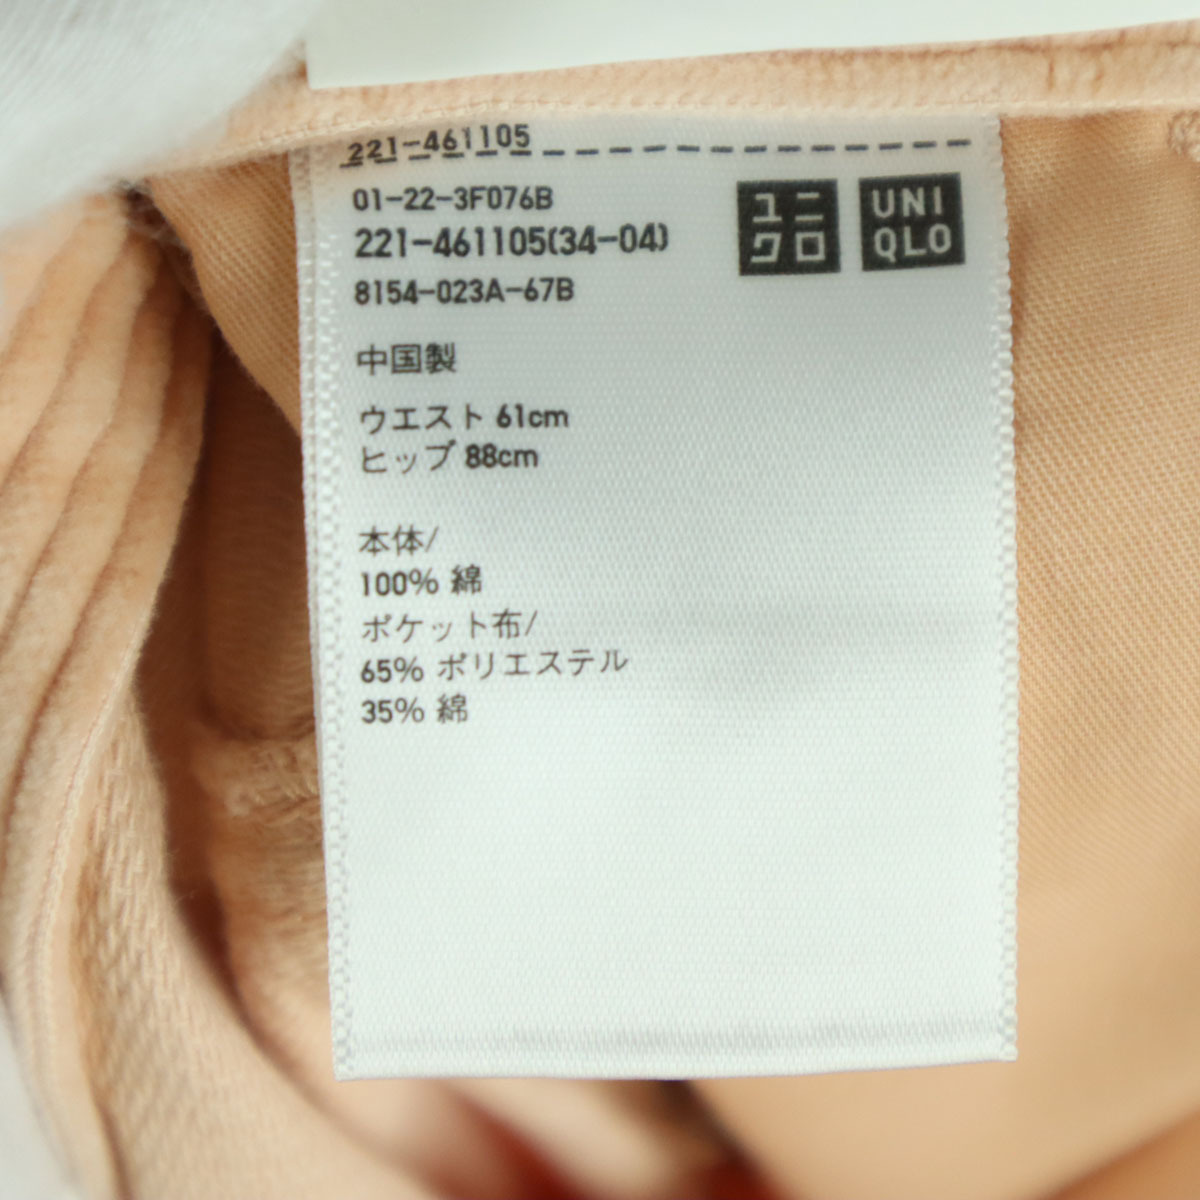 221-461105
01-22-3F076B
221-461105(34-04)
8154-023A-67B
ユニ
クロ
UNI
QLO
中国製
ウエスト 61cm
ヒップ 88cm
本体/
100% 綿
ポケット布/
65% ポリエステル
35% 綿